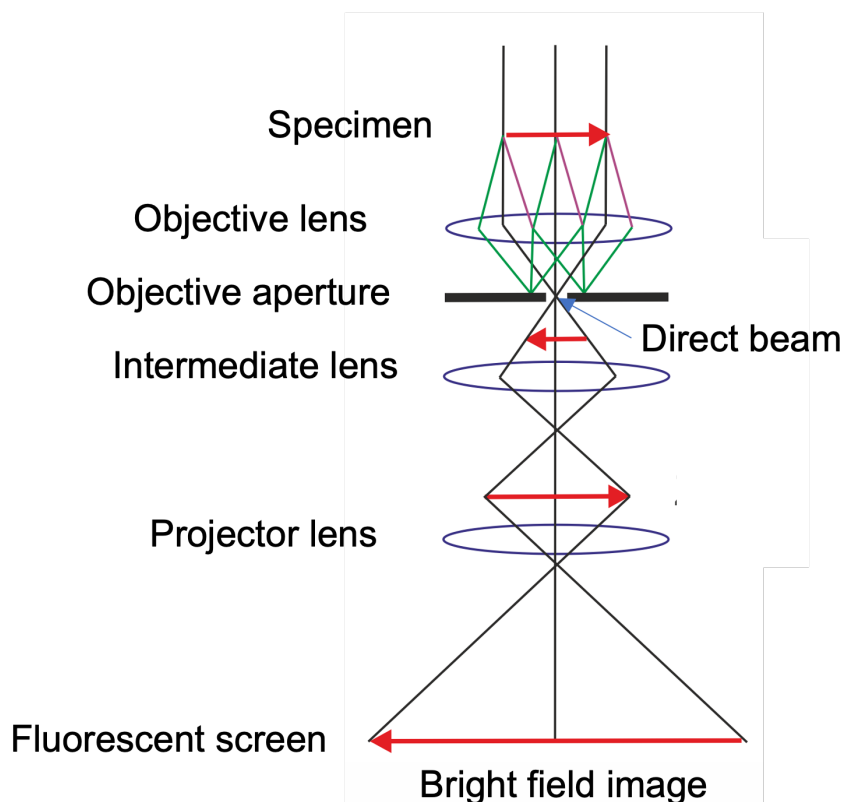 Specimen
Objective lens
Objective aperture
Direct beam
Intermediate lens
Projector lens
Fluorescent screen
Bright field image